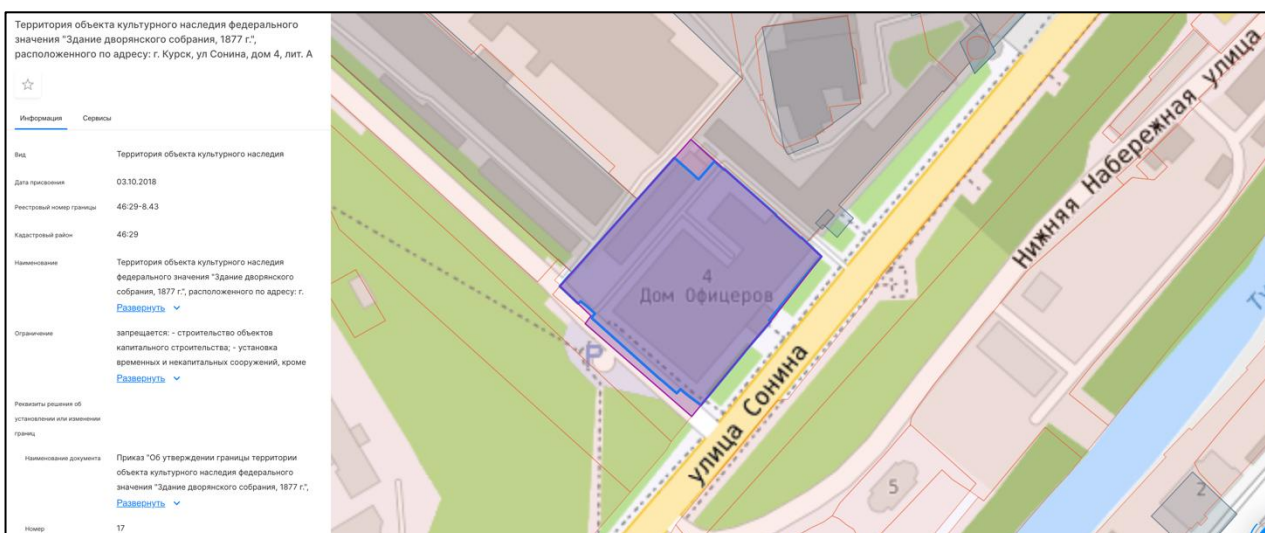 Территория объекта культурного наследия федерального
значения "Здание дворянского собрания, 1877 г.",
расположенного по адресу: г. Курск, ул Сонина, дом 4, лит. А
Информация Сервисы
Вид Территория объекта культурного наследия
Дата присвоения 03.10.2018
Реестровый номер границы 46:29-8.43
Кадастровый район 46:29
Наименование Территория объекта культурного наследия
федерального значения "Здание дворянского
собрания, 1877 г.", расположенного по адресу: г.
Развернуть
Ограничение запрещается: - строительство объектов
капитального строительства; - установка
временных и некапитальных сооружений, кроме
Развернуть
Реквизиты решения об
установлении или изменении
границ
Наименование документа Приказ "Об утверждении границы территории
объекта культурного наследия федерального
значения "Здание дворянского собрания, 1877 г.",
Развернуть
Номер 17
4
Дом Офицеров
P
улица Сонина
Нижняя Набережная улица
5
2